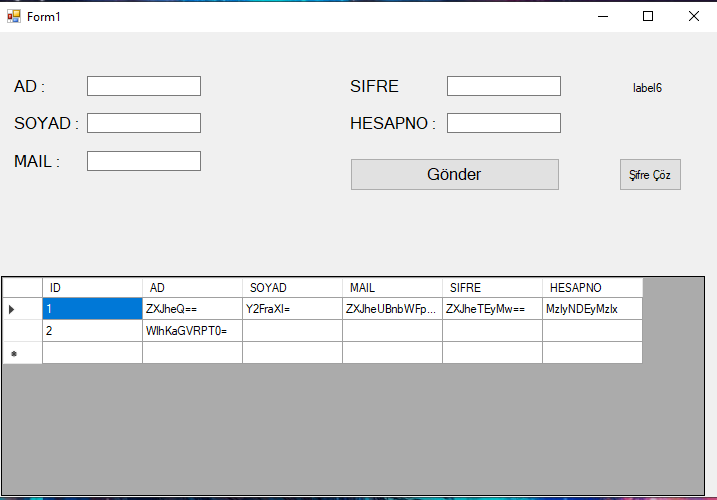 Form1
AD :
SIFRE
label6
SOYAD :
HESAPNO :
MAIL :
Gönder
Şifre Çöz
ID AD SOYAD MAIL SIFRE HESAPNO
1 ZXJheQ== Y2FraXI= ZXJheUBnbWFp... ZXJheTEyMw== MzIyNDEyMzIx
2 WlhKaGVRPT0=